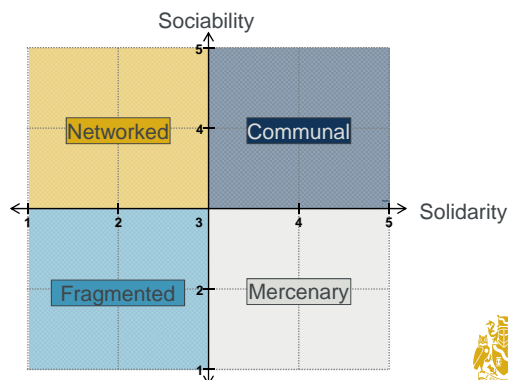 Sociability
5
Networked
4
Communal
1
2
3
4
5
Solidarity
Fragmented
2
Mercenary
1